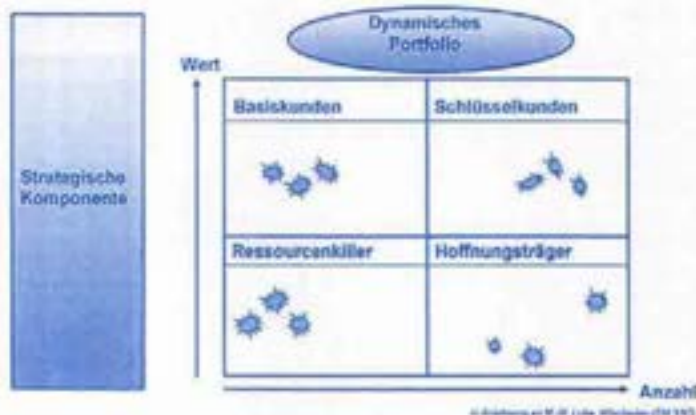 Dynamisches
Portfolio
Wert
Basiskunden
Schlüsselkunden
Strategische
Komponente
Ressourcenkiller
Hoffnungsträger
Anzahl